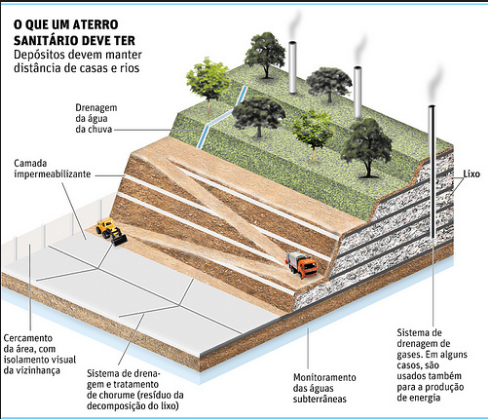 O QUE UM ATERRO
SANITÁRIO DEVE TER
Depósitos devem manter
distância de casas e rios
Drenagem
da água
da chuva
Camada
impermeabilizante
Lixo
Cercamento
da área, com
isolamento visual
da vizinhança
Sistema de drena-
gem e tratamento
de chorume (resíduo da
decomposição do lixo)
Monitoramento
das águas
subterrâneas
Sistema de
drenagem de
gases. Em alguns
casos, são
usados também
para a produção
de energia